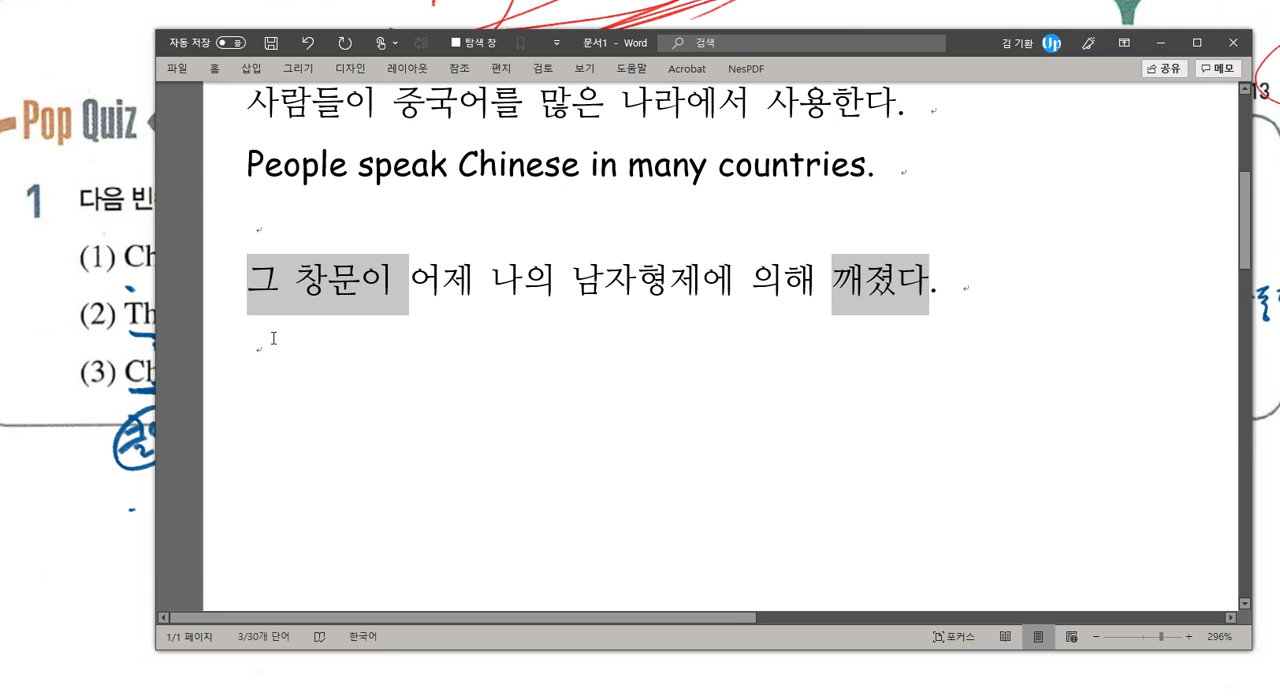 자동 저장 끔 탐색 창 문서1 - Word 검색 김 기환 Up
파일 홈 삽입 그리기 디자인 레이아웃 참조 편지 검토 보기 도움말 Acrobat NesPDF 공유 메모
13
Pop Quiz
사람들이 중국어를 많은 나라에서 사용한다.
People speak Chinese in many countries.
1 다음 빈
(1) Ch
(2) Th
(3) Ch
그 창문이 어제 나의 남자형제에 의해 깨졌다.
1/1 페이지 3/30개 단어 한국어 포커스 296%